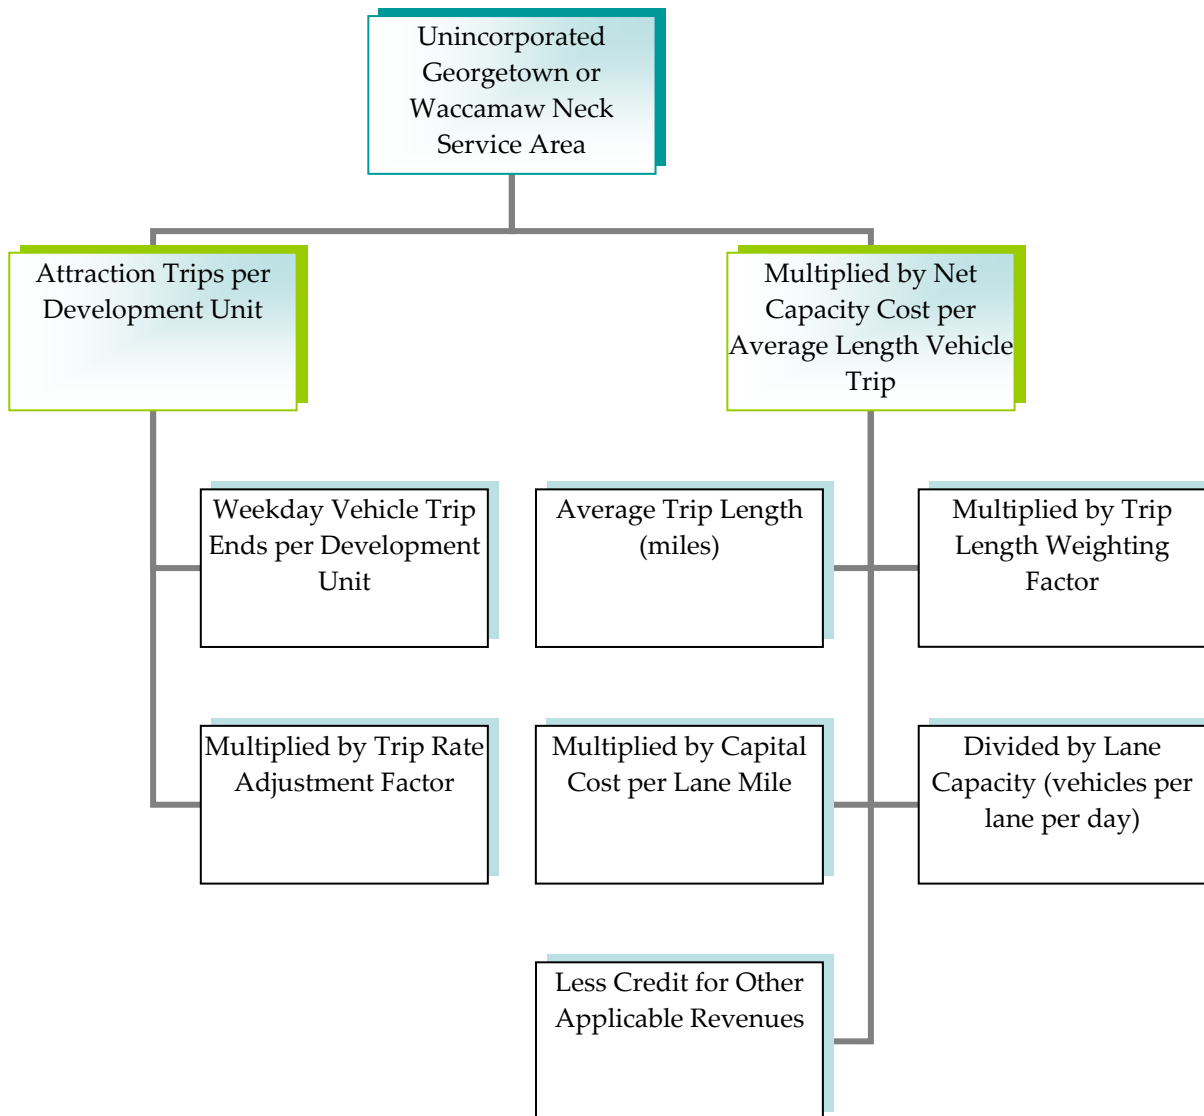 Unincorporated
Georgetown or
Waccamaw Neck
Service Area
Attraction Trips per
Development Unit
Multiplied by Net
Capacity Cost per
Average Length Vehicle
Trip
Weekday Vehicle Trip
Ends per Development
Unit
Average Trip Length
(miles)
Multiplied by Trip
Length Weighting
Factor
Multiplied by Trip Rate
Adjustment Factor
Multiplied by Capital
Cost per Lane Mile
Divided by Lane
Capacity (vehicles per
lane per day)
Less Credit for Other
Applicable Revenues